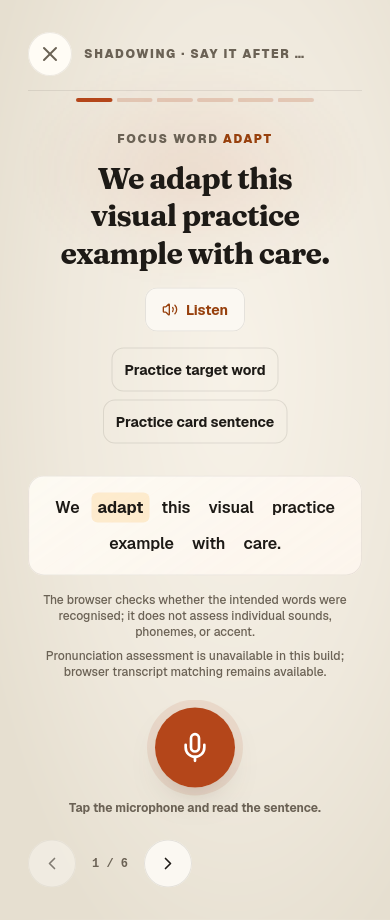 SHADOWING · SAY IT AFTER …
FOCUS WORD ADAPT
We adapt this
visual practice
example with care.
Listen
Practice target word
Practice card sentence
We adapt this visual practice
example with care.
The browser checks whether the intended words were
recognised; it does not assess individual sounds,
phonemes, or accent.
Pronunciation assessment is unavailable in this build;
browser transcript matching remains available.
Tap the microphone and read the sentence.
1 / 6